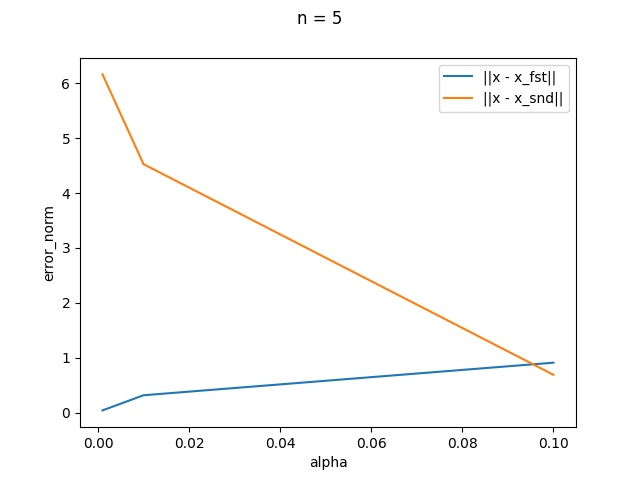 n = 5
||x - x_fst||
||x - x_snd||
error_norm
6
5
4
3
2
1
0
0.00 0.02 0.04 0.06 0.08 0.10
alpha